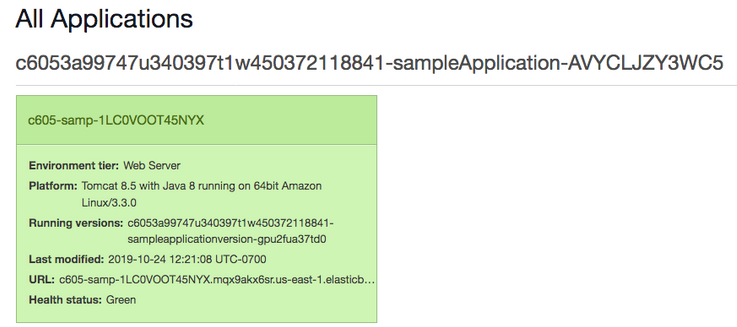 All Applications
c6053a99747u340397t1w450372118841-sampleApplication-AVYCLJZY3WC5
c605-samp-1LC0VOOT45NYX
Environment tier: Web Server
Platform: Tomcat 8.5 with Java 8 running on 64bit Amazon
Linux/3.3.0
Running versions: c6053a99747u340397t1w450372118841-
sampleapplicationversion-gpu2fua37td0
Last modified: 2019-10-24 12:21:08 UTC-0700
URL: c605-samp-1LC0VOOT45NYX.mqx9akx6sr.us-east-1.elasticb...
Health status: Green